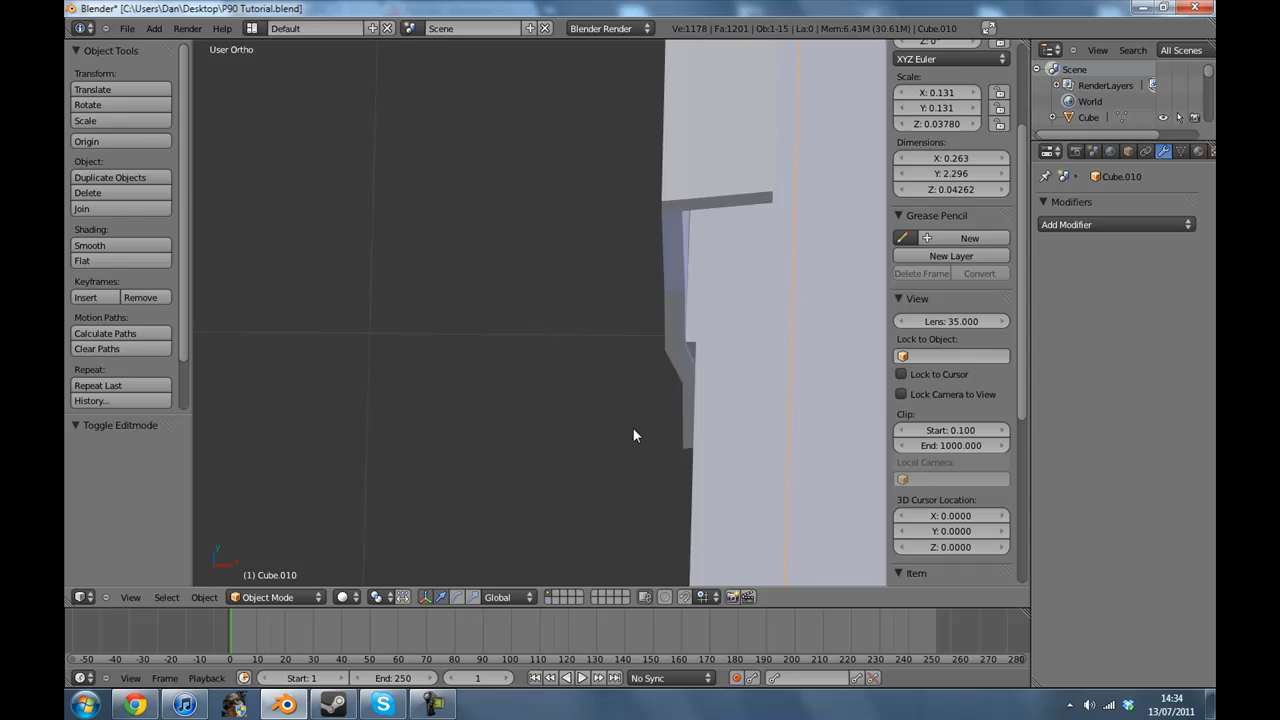 Blender* [C:\Users\Dan\Desktop\P90 Tutorial.blend]
File Add Render Help Default Scene Blender Render Ve:1178 | Fa:1201 | Ob:1-15 | La:0 | Mem:6.43M (30.61M) | Cube.010
Object Tools
Transform:
Translate
Rotate
Scale
Origin
Object:
Duplicate Objects
Delete
Join
Shading:
Smooth
Flat
Keyframes:
Insert Remove
Motion Paths:
Calculate Paths
Clear Paths
Repeat:
Repeat Last
History...
Toggle Editmode
User Ortho
y
(1) Cube.010
XYZ Euler
Scale:
X: 0.131
Y: 0.131
Z: 0.03780
Dimensions:
X: 0.263
Y: 2.296
Z: 0.04262
Grease Pencil
New
New Layer
Delete Frame Convert
View
Lens: 35.000
Lock to Object:
Lock to Cursor
Lock Camera to View
Clip:
Start: 0.100
End: 1000.000
Local Camera:
3D Cursor Location:
X: 0.0000
Y: 0.0000
Z: 0.0000
Item
View Search All Scenes
Scene
RenderLayers
World
Cube
Cube.010
Modifiers
Add Modifier
View Select Object Object Mode Global
-50 -40 -30 -20 -10 0 10 20 30 40 50 60 70 80 90 100 110 120 130 140 150 160 170 180 190 200 210 220 230 240 250 260 270 280
View Frame Playback Start: 1 End: 250 1 No Sync
14:34
13/07/2011